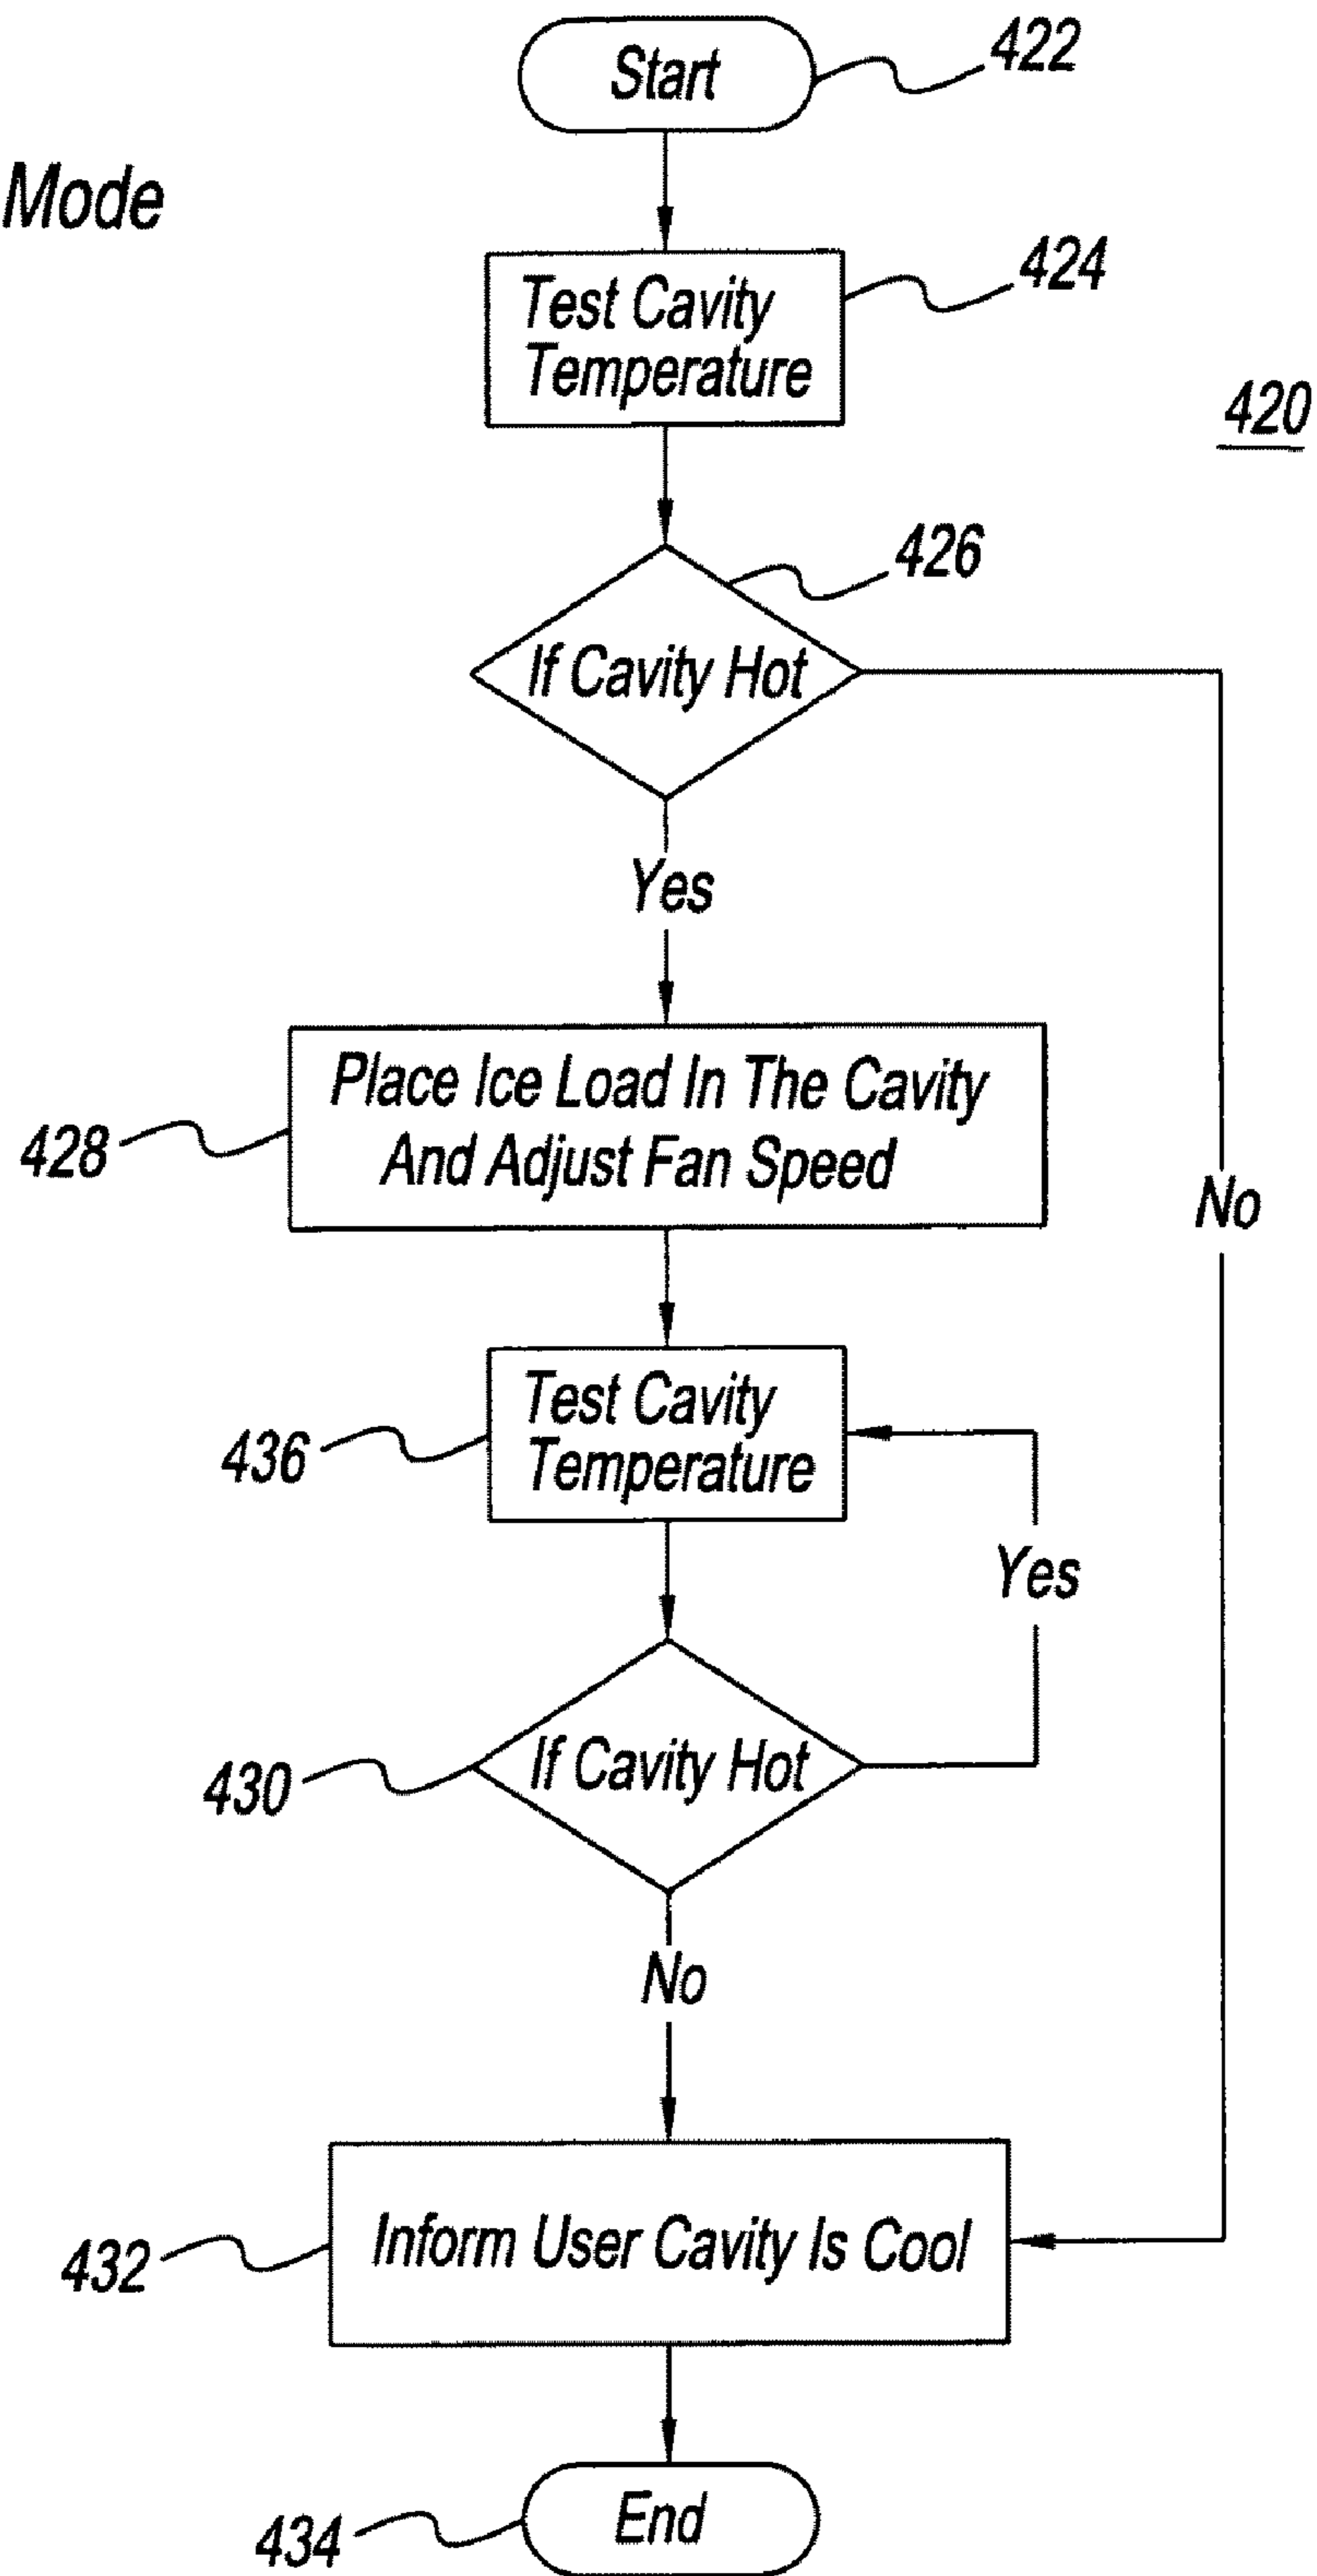 Start
422
Mode
Test Cavity
Temperature
424
420
426
If Cavity Hot
Yes
Place Ice Load In The Cavity
And Adjust Fan Speed
428
No
Test Cavity
Temperature
436
Yes
If Cavity Hot
430
No
Inform User Cavity Is Cool
432
End
434